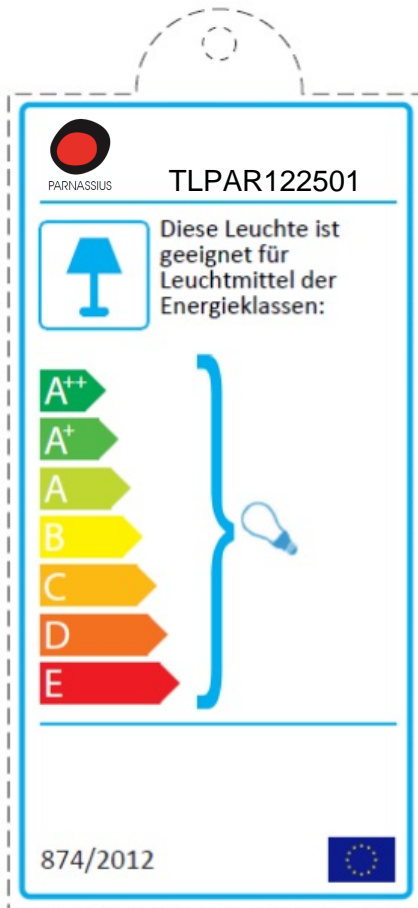 PARNASSIUS
TLPAR122501
Diese Leuchte ist
geeignet für
Leuchtmittel der
Energieklassen:
A++
A+
A
B
C
D
E
874/2012